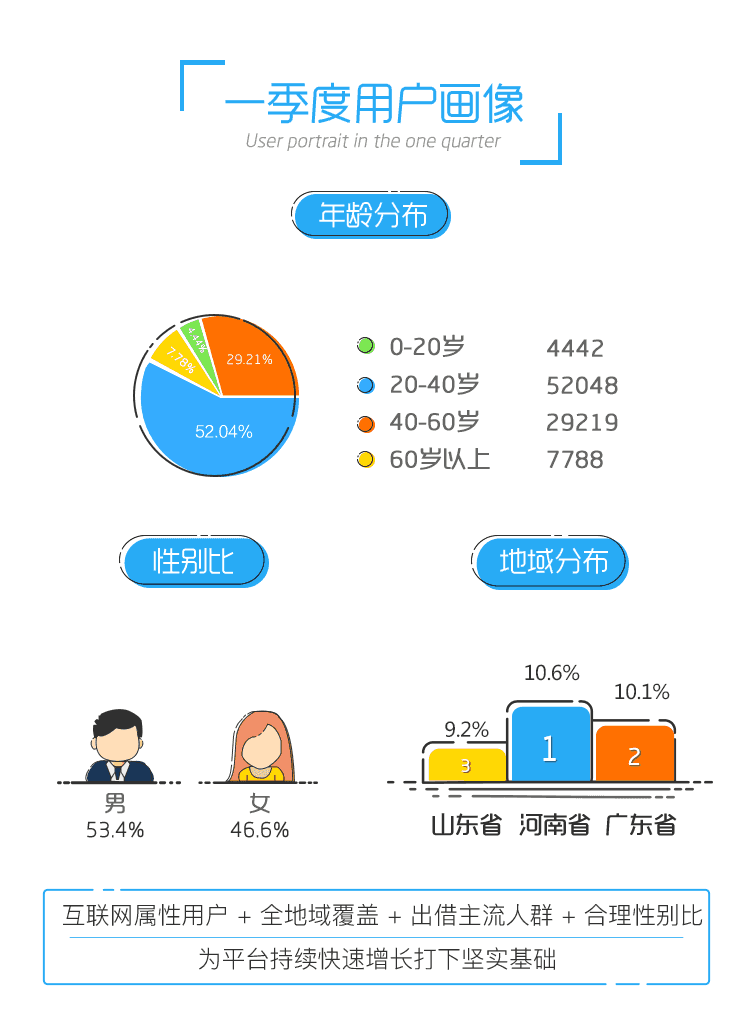 一季度用户画像
User portrait in the one quarter
年龄分布
4.44%
7.78%
29.21%
52.04%
0-20岁 4442
20-40岁 52048
40-60岁 29219
60岁以上 7788
性别比
地域分布
男
53.4%
女
46.6%
9.2%
10.6%
10.1%
3
1
2
山东省 河南省 广东省
互联网属性用户 + 全地域覆盖 + 出借主流人群 + 合理性别比
为平台持续快速增长打下坚实基础